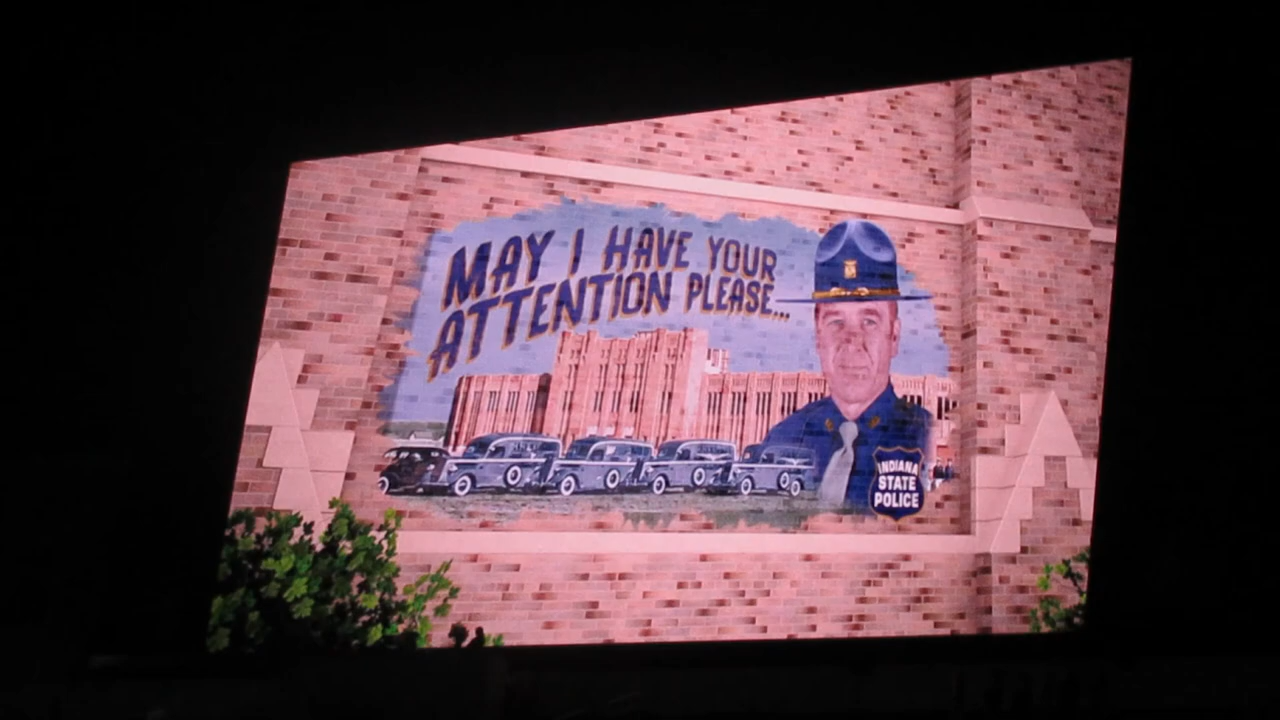 MAY I HAVE YOUR
ATTENTION PLEASE...
INDIANA
STATE
POLICE